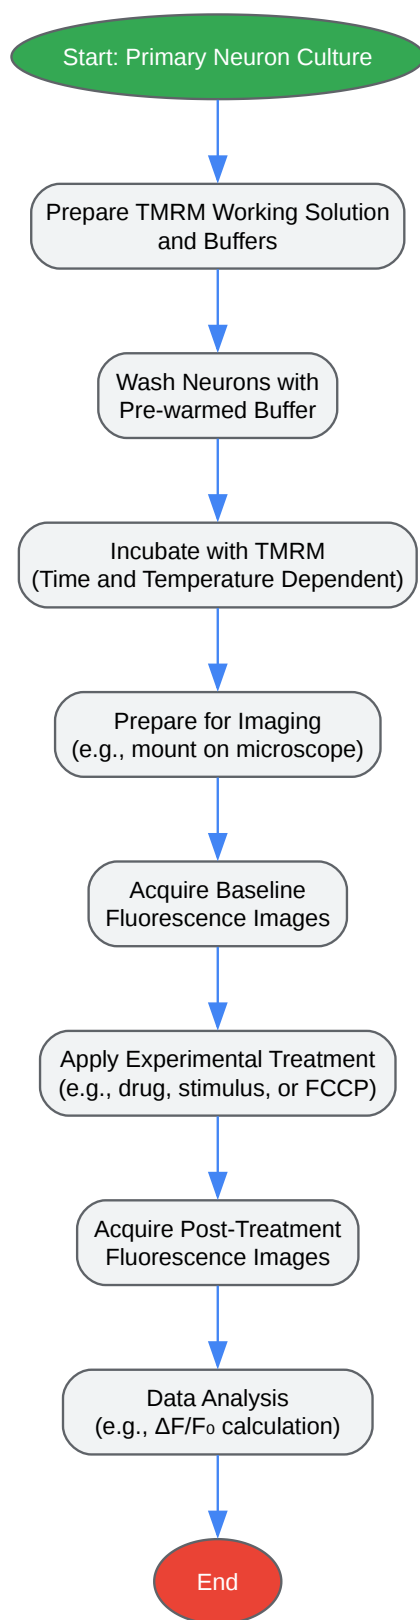 Start: Primary Neuron Culture
Prepare TMRM Working Solution
and Buffers
Wash Neurons with
Pre-warmed Buffer
Incubate with TMRM
(Time and Temperature Dependent)
Prepare for Imaging
(e.g., mount on microscope)
Acquire Baseline
Fluorescence Images
Apply Experimental Treatment
(e.g., drug, stimulus, or FCCP)
Acquire Post-Treatment
Fluorescence Images
Data Analysis
(e.g., ΔF/F₀ calculation)
End